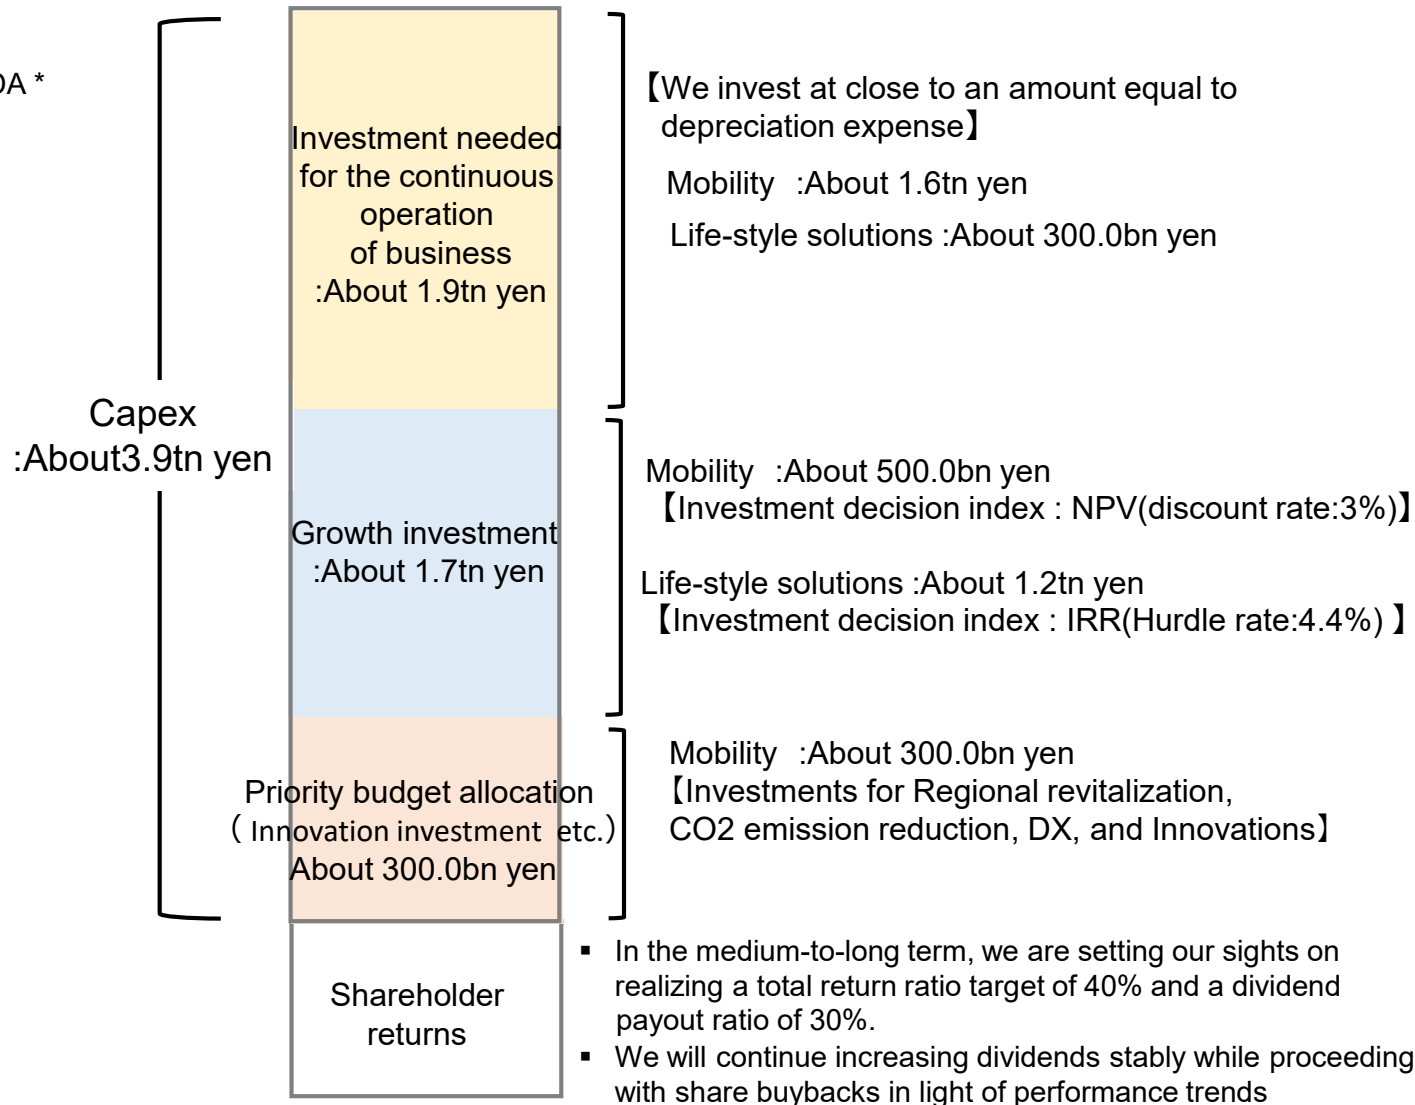 DA *
Capex
:About3.9tn yen
Investment needed
for the continuous
operation
of business
:About 1.9tn yen
【We invest at close to an amount equal to
depreciation expense】
Mobility :About 1.6tn yen
Life-style solutions :About 300.0bn yen
Growth investment
:About 1.7tn yen
Mobility :About 500.0bn yen
【Investment decision index : NPV(discount rate:3%)】
Life-style solutions :About 1.2tn yen
【Investment decision index : IRR(Hurdle rate:4.4%) 】
Priority budget allocation
（ Innovation investment etc.）
About 300.0bn yen
Mobility :About 300.0bn yen
【Investments for Regional revitalization,
CO2 emission reduction, DX, and Innovations】
Shareholder
returns
▪ In the medium-to-long term, we are setting our sights on
realizing a total return ratio target of 40% and a dividend
payout ratio of 30%.
▪ We will continue increasing dividends stably while proceeding
with share buybacks in light of performance trends